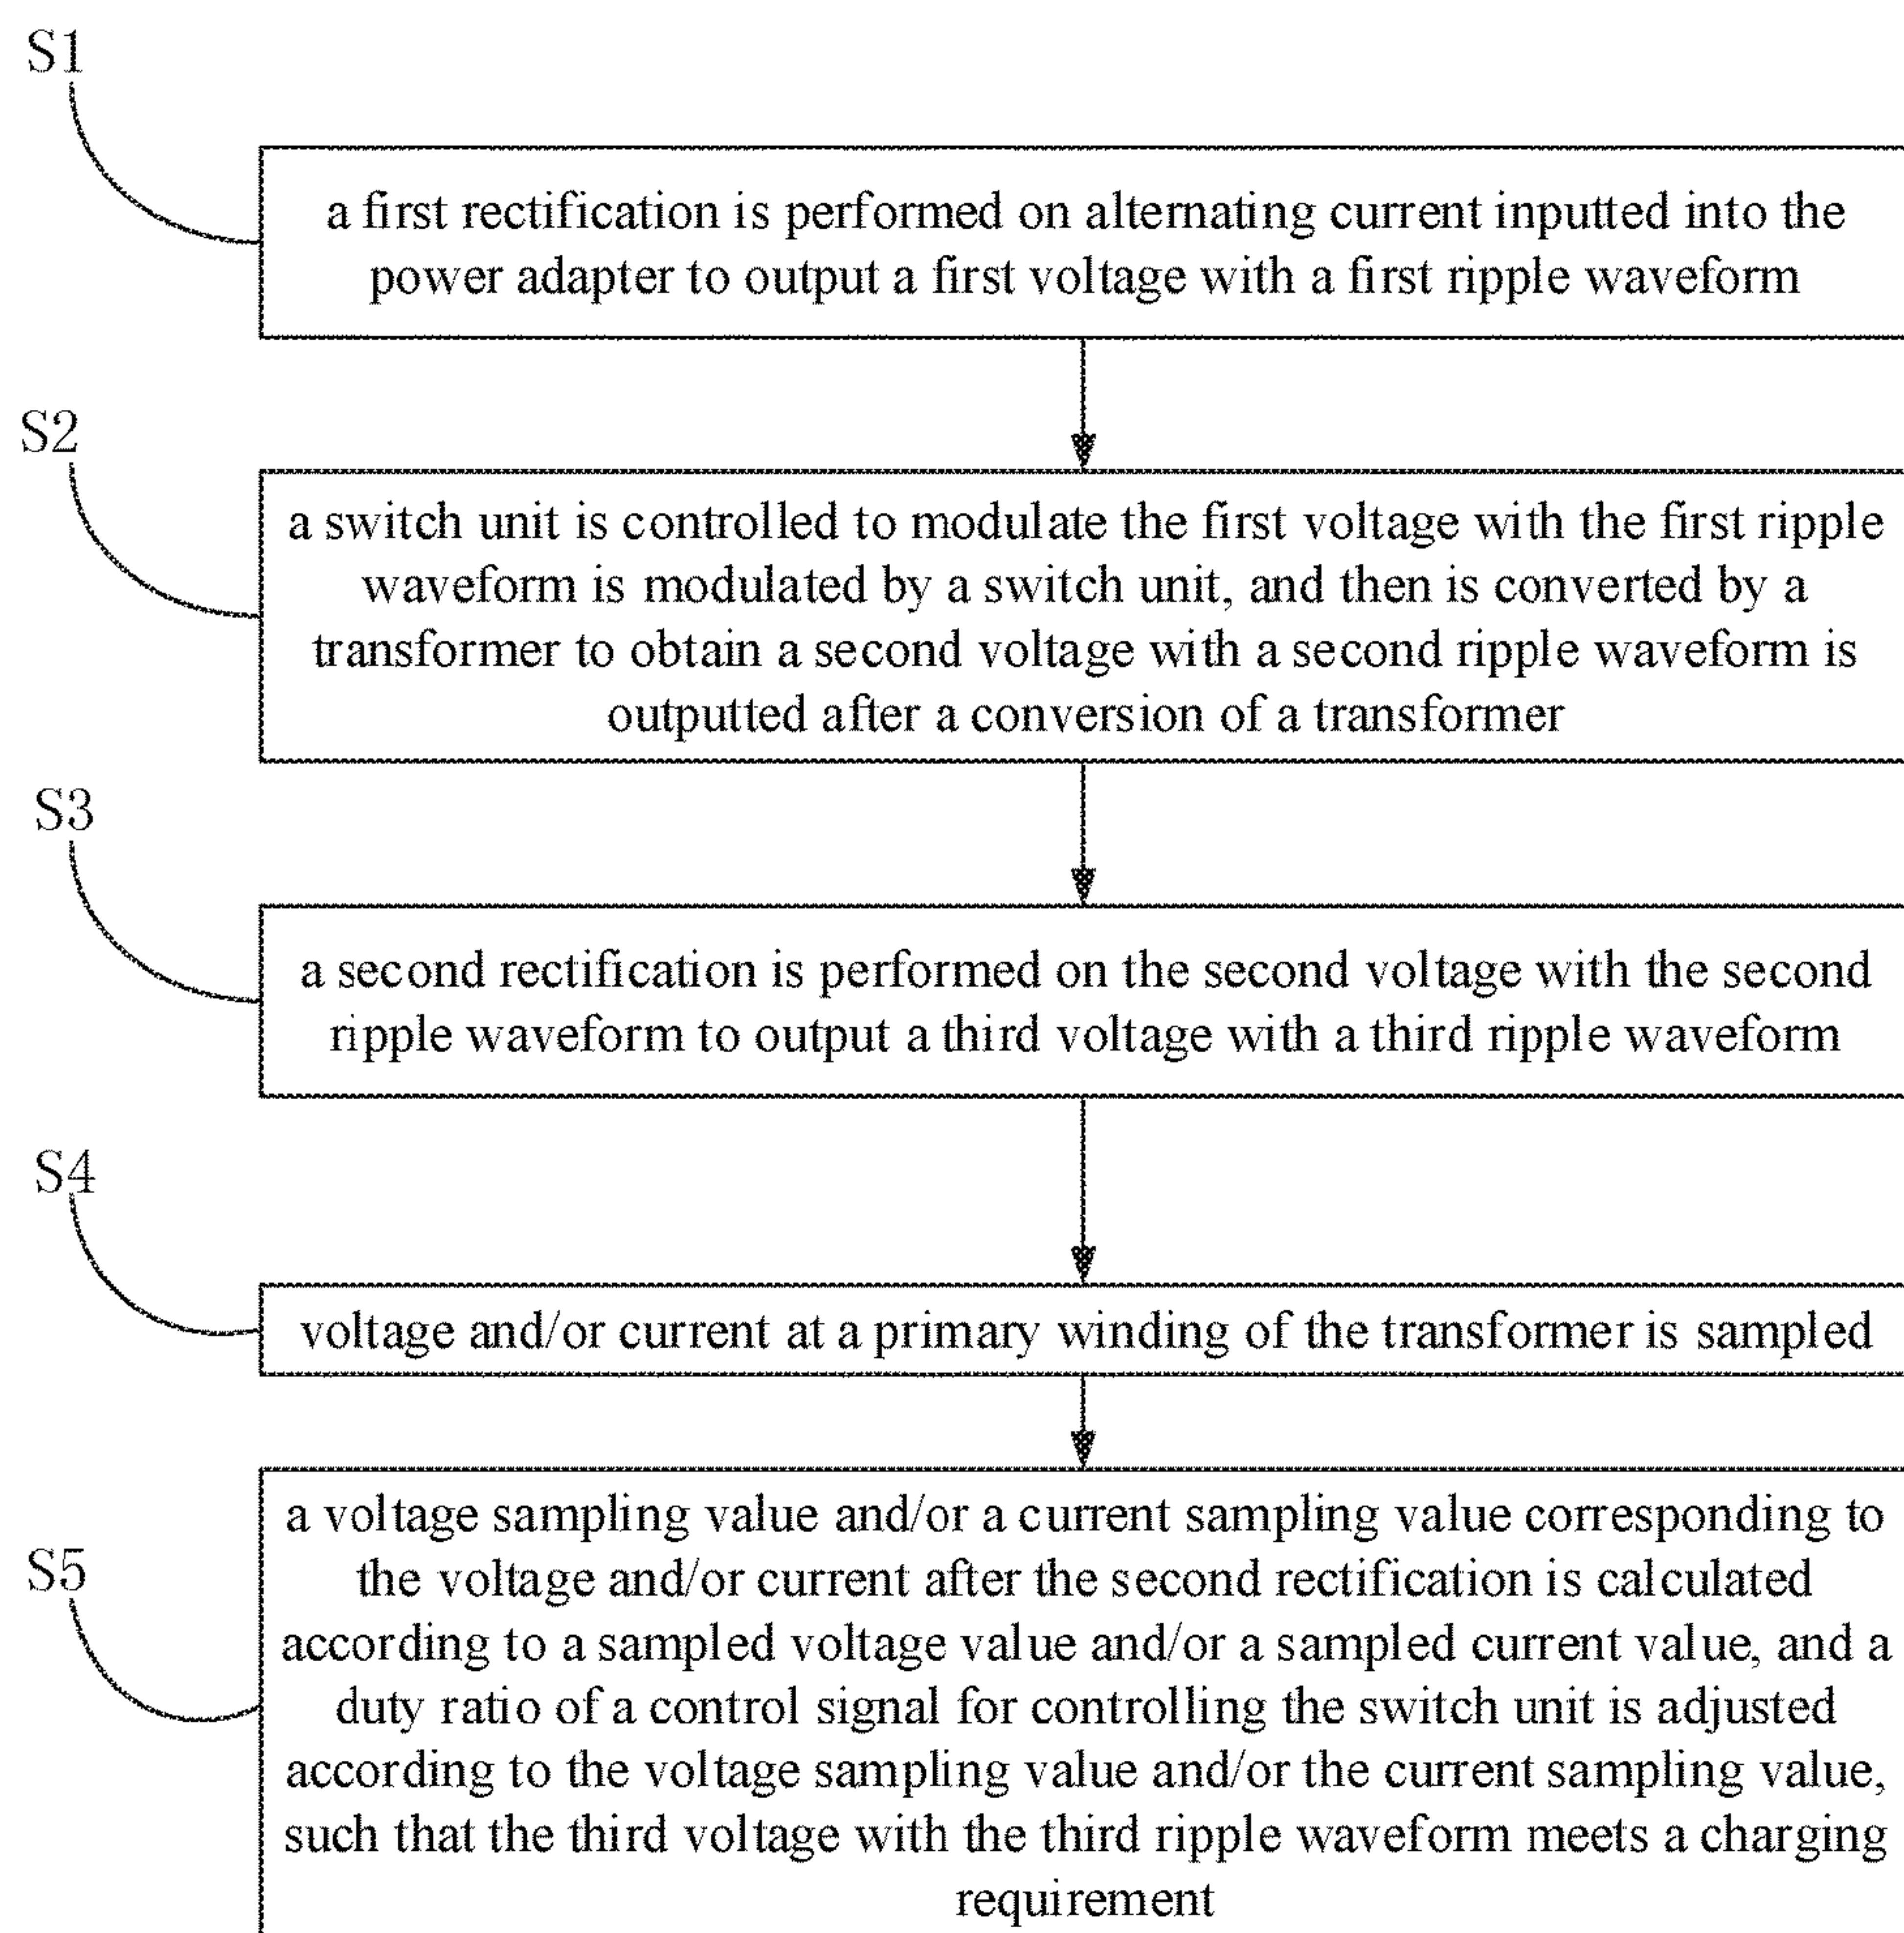 S1
a first rectification is performed on alternating current inputted into the
power adapter to output a first voltage with a first ripple waveform
S2
a switch unit is controlled to modulate the first voltage with the first ripple
waveform is modulated by a switch unit, and then is converted by a
transformer to obtain a second voltage with a second ripple waveform is
outputted after a conversion of a transformer
S3
a second rectification is performed on the second voltage with the second
ripple waveform to output a third voltage with a third ripple waveform
S4
voltage and/or current at a primary winding of the transformer is sampled
S5
a voltage sampling value and/or a current sampling value corresponding to
the voltage and/or current after the second rectification is calculated
according to a sampled voltage value and/or a sampled current value, and a
duty ratio of a control signal for controlling the switch unit is adjusted
according to the voltage sampling value and/or the current sampling value,
such that the third voltage with the third ripple waveform meets a charging
requirement